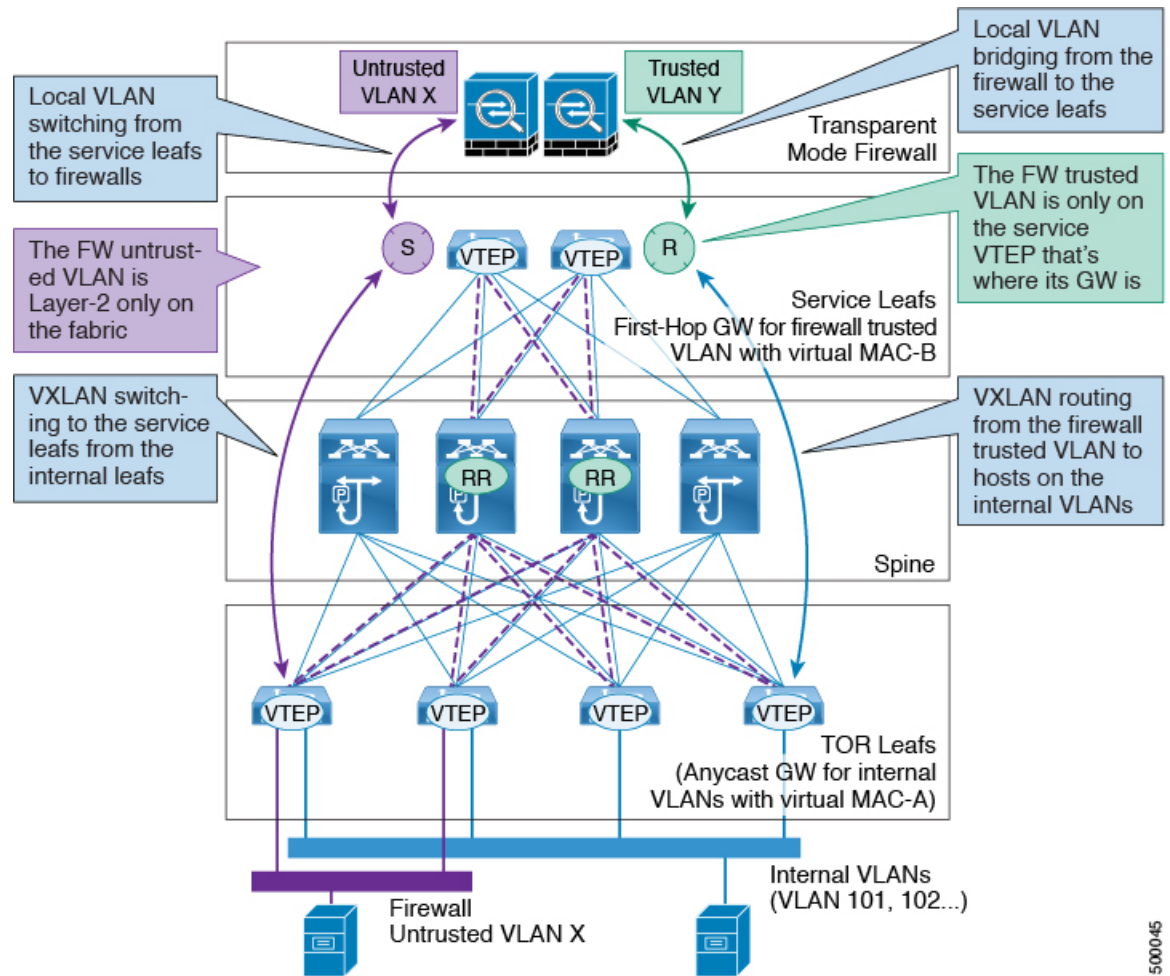 Local VLAN
switching from
the service leafs
to firewalls
Untrusted
VLAN X
Trusted
VLAN Y
Local VLAN
bridging from the
firewall to the
service leafs
Transparent
Mode Firewall
The FW untrust-
ed VLAN is
Layer-2 only on
the fabric
S
VTEP
VTEP
R
The FW trusted
VLAN is only on
the service
VTEP that's
where its GW is
Service Leafs
First-Hop GW for firewall trusted
VLAN with virtual MAC-B
VXLAN switch-
ing to the service
leafs from the
internal leafs
P
RR
P
RR
P
P
VXLAN routing
from the firewall
trusted VLAN to
hosts on the
internal VLANs
Spine
VTEP
VTEP
VTEP
VTEP
TOR Leafs
(Anycast GW for internal
VLANs with virtual MAC-A)
Internal VLANs
(VLAN 101, 102...)
Firewall
Untrusted VLAN X
500045